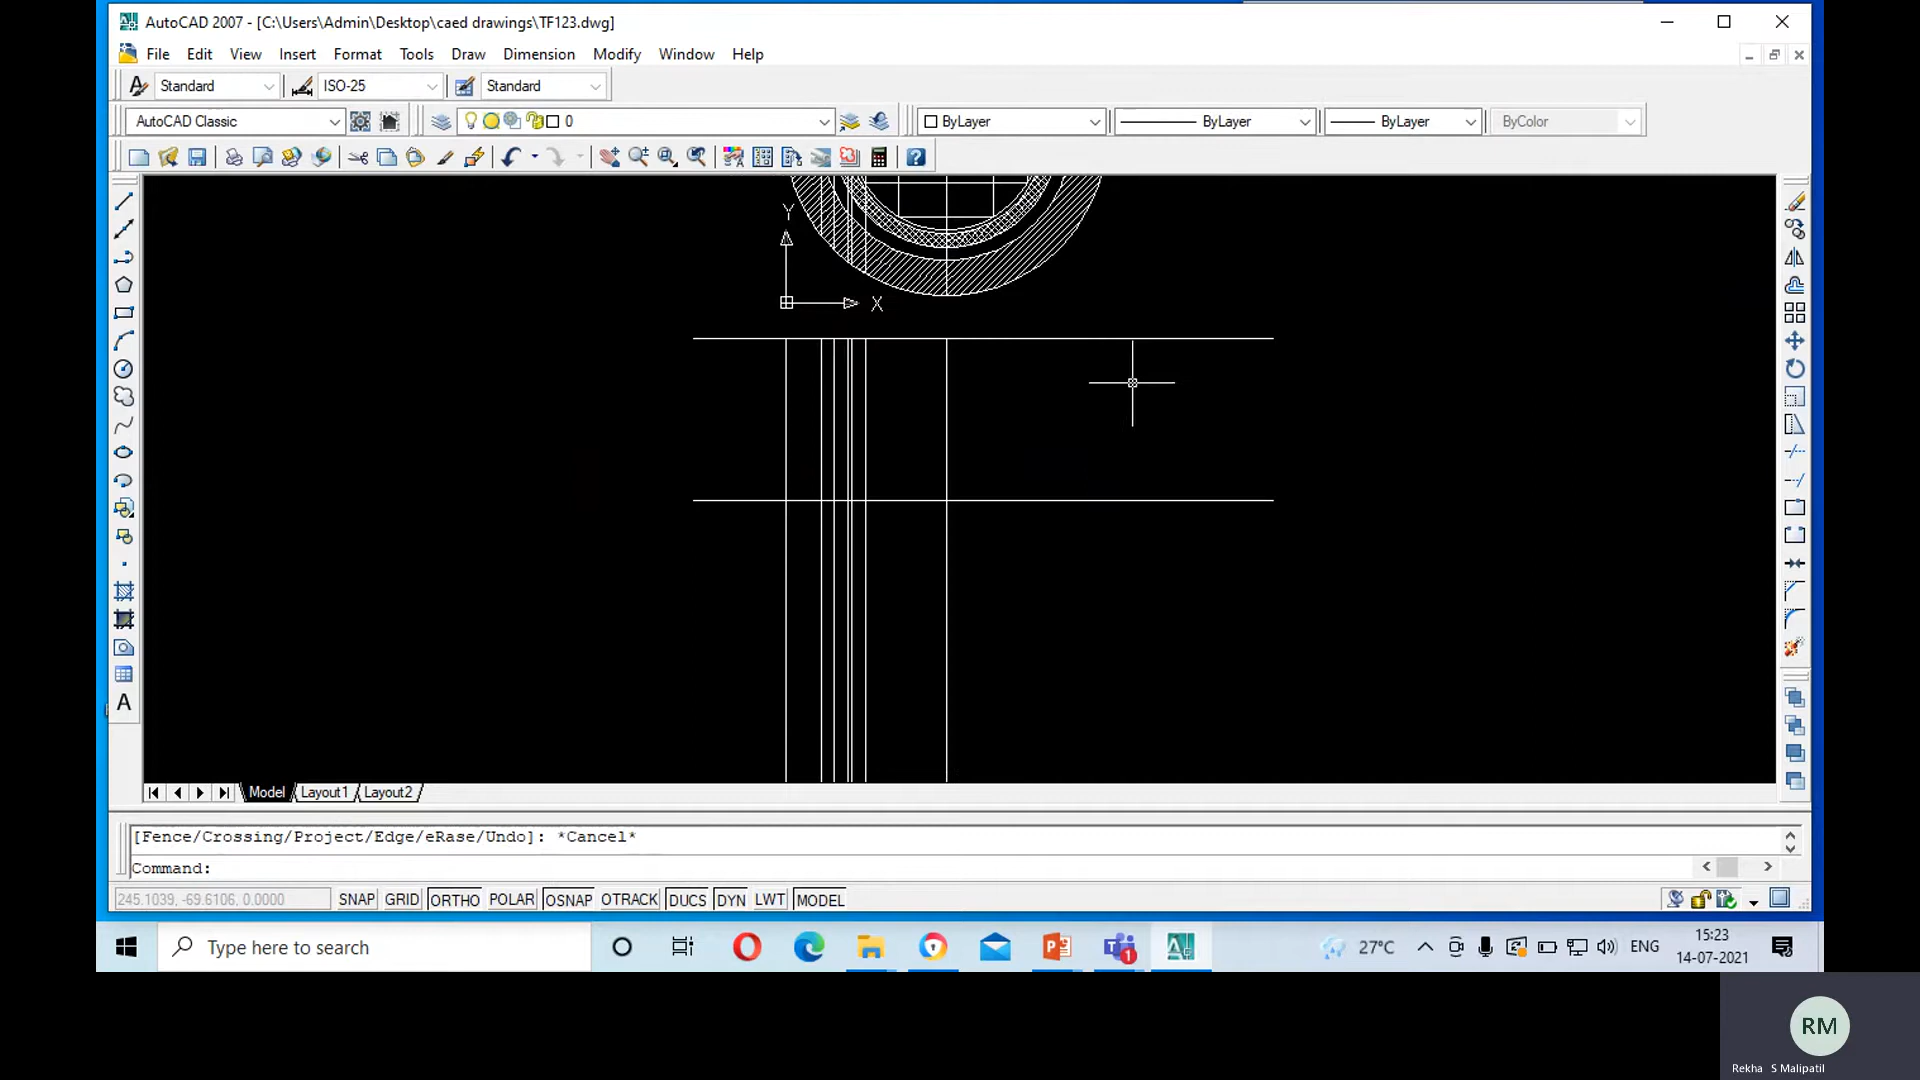 AutoCAD 2007 - [C:\Users\Admin\Desktop\caed drawings\TF123.dwg]
File Edit View Insert Format Tools Draw Dimension Modify Window Help
Standard ISO-25 Standard
AutoCAD Classic 0 ByLayer ByLayer ByLayer ByColor
Y
X
A
Model Layout1 Layout2
[Fence/Crossing/Project/Edge/eRase/Undo]: *Cancel*
Command:
245.1039, -69.6106, 0.0000 SNAP GRID ORTHO POLAR OSNAP OTRACK DUCS DYN LWT MODEL
Type here to search 1 27°C ENG 15:23
14-07-2021
RM
Rekha S Malipatil